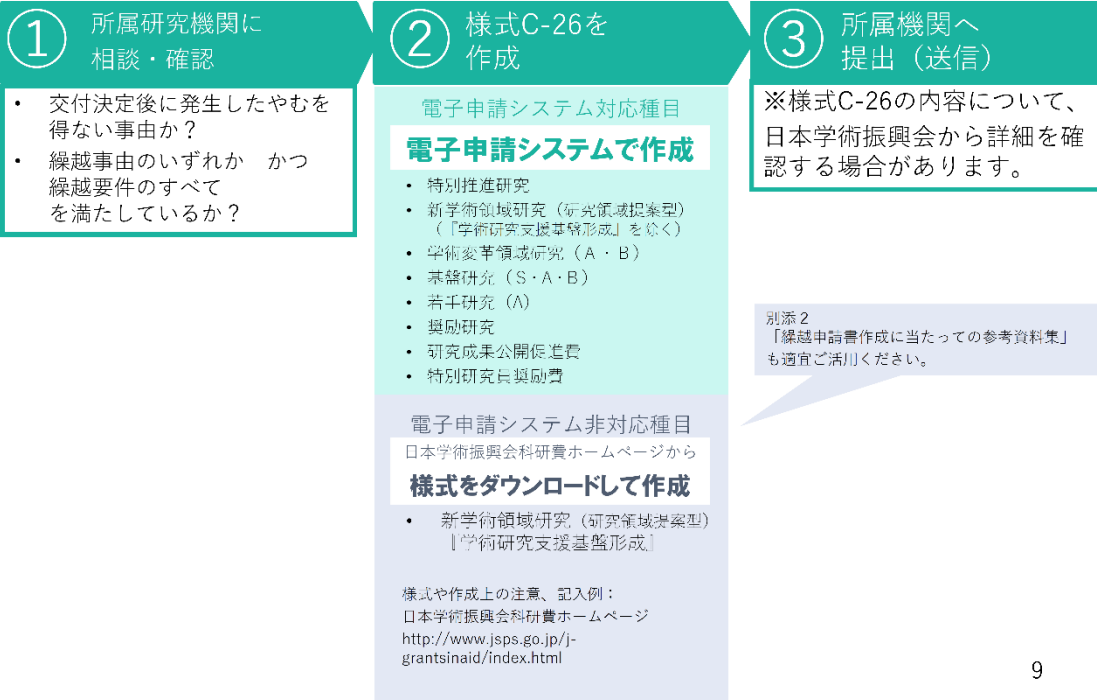 ① 所属研究機関に
相談・確認
・ 交付決定後に発生したやむを
得ない事由か？
・ 繰越事由のいずれか　かつ
繰越要件のすべて
を満たしているか？
② 様式C-26を
作成
電子申請システム対応種目
電子申請システムで作成
• 特別推進研究
• 新学術領域研究（研究領域提案型）
（『学術研究支援基盤形成』を除く）
• 学術変革領域研究（A・B）
• 基盤研究（S・A・B）
• 若手研究（A）
• 奨励研究
• 研究成果公開促進費
• 特別研究員奨励費
電子申請システム非対応種目
日本学術振興会科研費ホームページから
様式をダウンロードして作成
• 新学術領域研究（研究領域提案型）
『学術研究支援基盤形成』
様式や作成上の注意、記入例：
日本学術振興会科研費ホームページ
http://www.jsps.go.jp/j-
grantsinaid/index.html
③ 所属機関へ
提出（送信）
※様式C-26の内容について、
日本学術振興会から詳細を確
認する場合があります。
別添２
「繰越申請書作成に当たっての参考資料集」
も適宜ご活用ください。
9